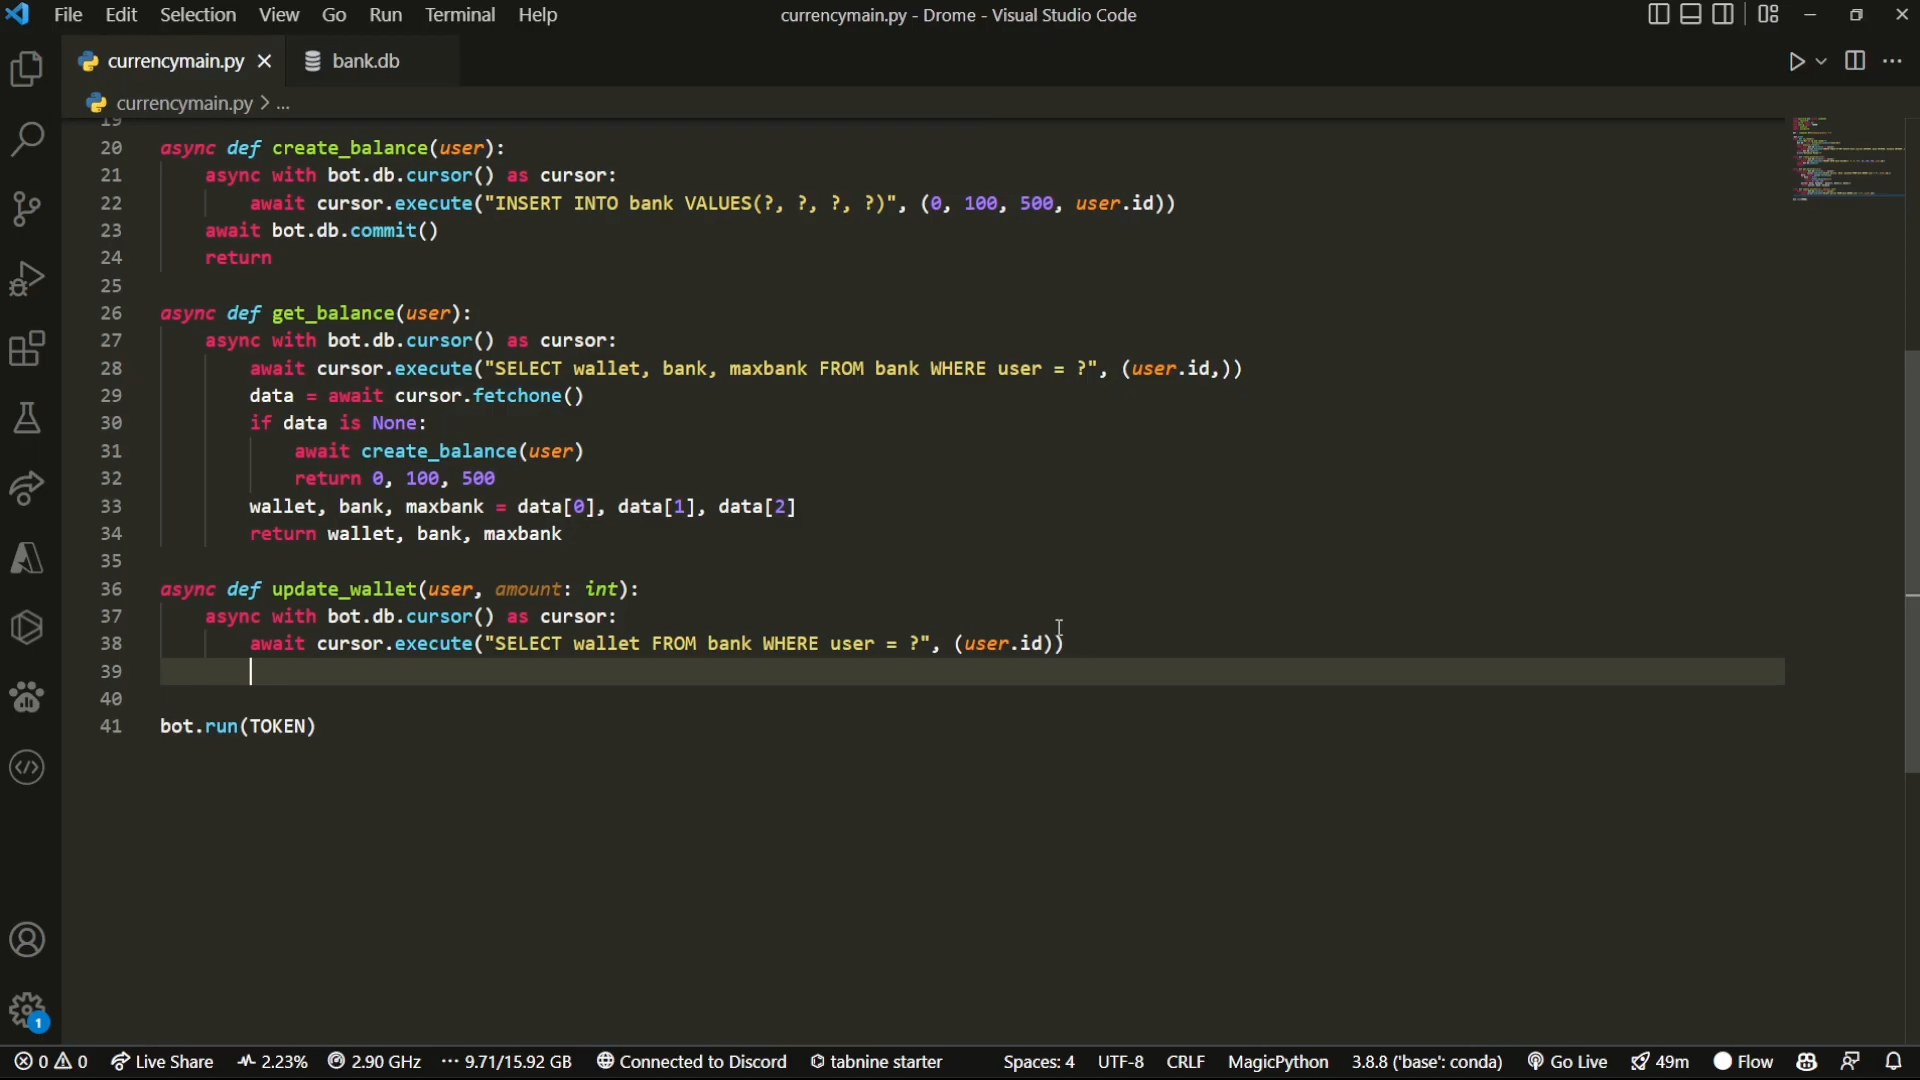 File Edit Selection View Go Run Terminal Help currencymain.py - Drome - Visual Studio Code
currencymain.py bank.db
currencymain.py > ...
19
20 async def create_balance(user):
21 async with bot.db.cursor() as cursor:
22 await cursor.execute("INSERT INTO bank VALUES(?, ?, ?, ?)", (0, 100, 500, user.id))
23 await bot.db.commit()
24 return
25
26 async def get_balance(user):
27 async with bot.db.cursor() as cursor:
28 await cursor.execute("SELECT wallet, bank, maxbank FROM bank WHERE user = ?", (user.id,))
29 data = await cursor.fetchone()
30 if data is None:
31 await create_balance(user)
32 return 0, 100, 500
33 wallet, bank, maxbank = data[0], data[1], data[2]
34 return wallet, bank, maxbank
35
36 async def update_wallet(user, amount: int):
37 async with bot.db.cursor() as cursor:
38 await cursor.execute("SELECT wallet FROM bank WHERE user = ?", (user.id))
39
40
41 bot.run(TOKEN)
1
0 0 Live Share 2.23% 2.90 GHz 9.71/15.92 GB Connected to Discord tabnine starter Spaces: 4 UTF-8 CRLF MagicPython 3.8.8 ('base': conda) Go Live 49m Flow